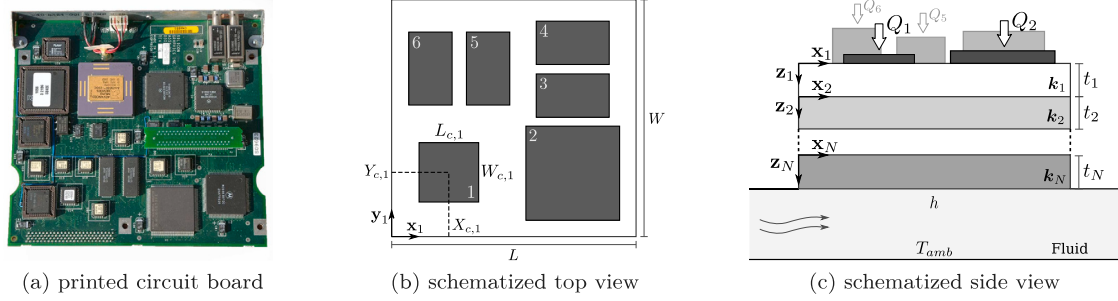 6
5
4
3
2
L_{c,1}
Y_{c,1}
W_{c,1}
1
X_{c,1}
y_1
x_1
L
W
Q_6
Q_1
Q_5
Q_2
x_1
z_1
k_1
t_1
x_2
z_2
k_2
t_2
x_N
z_N
k_N
t_N
h
T_{amb}
Fluid
(a) printed circuit board
(b) schematized top view
(c) schematized side view